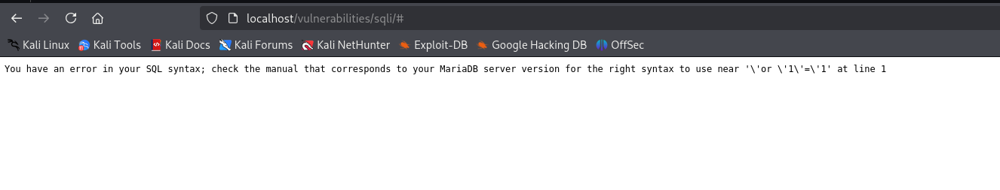 localhost/vulnerabilities/sqli/#
Kali Linux Kali Tools Kali Docs Kali Forums Kali NetHunter Exploit-DB Google Hacking DB OffSec
You have an error in your SQL syntax; check the manual that corresponds to your MariaDB server version for the right syntax to use near '\'or \'1\'=\'1' at line 1